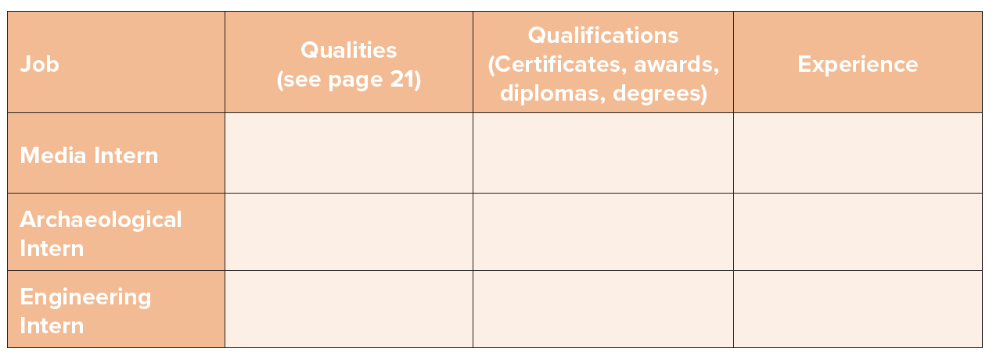 Job
Qualities
(see page 21)
Qualifications
(Certificates, awards,
diplomas, degrees)
Experience
Media Intern
Archaeological
Intern
Engineering
Intern